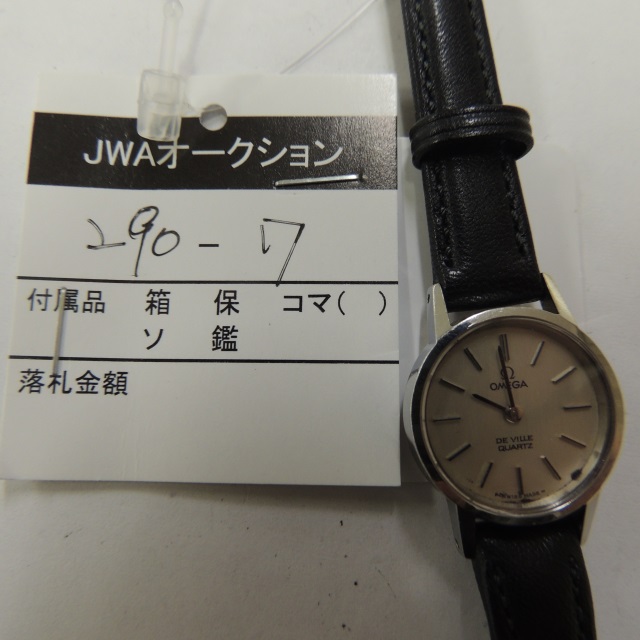 JWAオークション
290-17
付属品 箱 保 コマ( )
ソ 鑑
落札金額
Ω
OMEGA
DE VILLE
QUARTZ